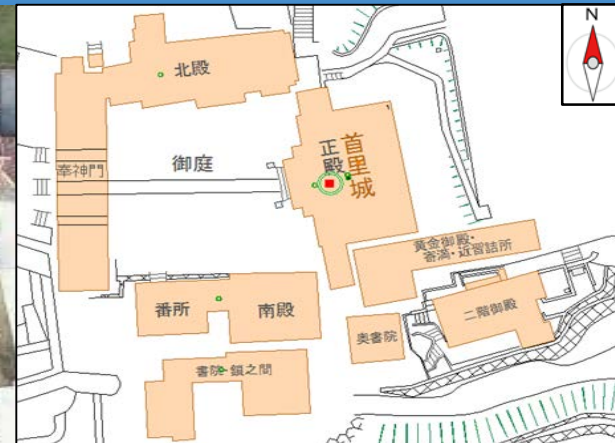 N
北殿
首里城
正殿
御庭
奉神門
黄金御殿・
寄満・近習詰所
二階御殿
番所
南殿
奥書院
書院・鎖之間